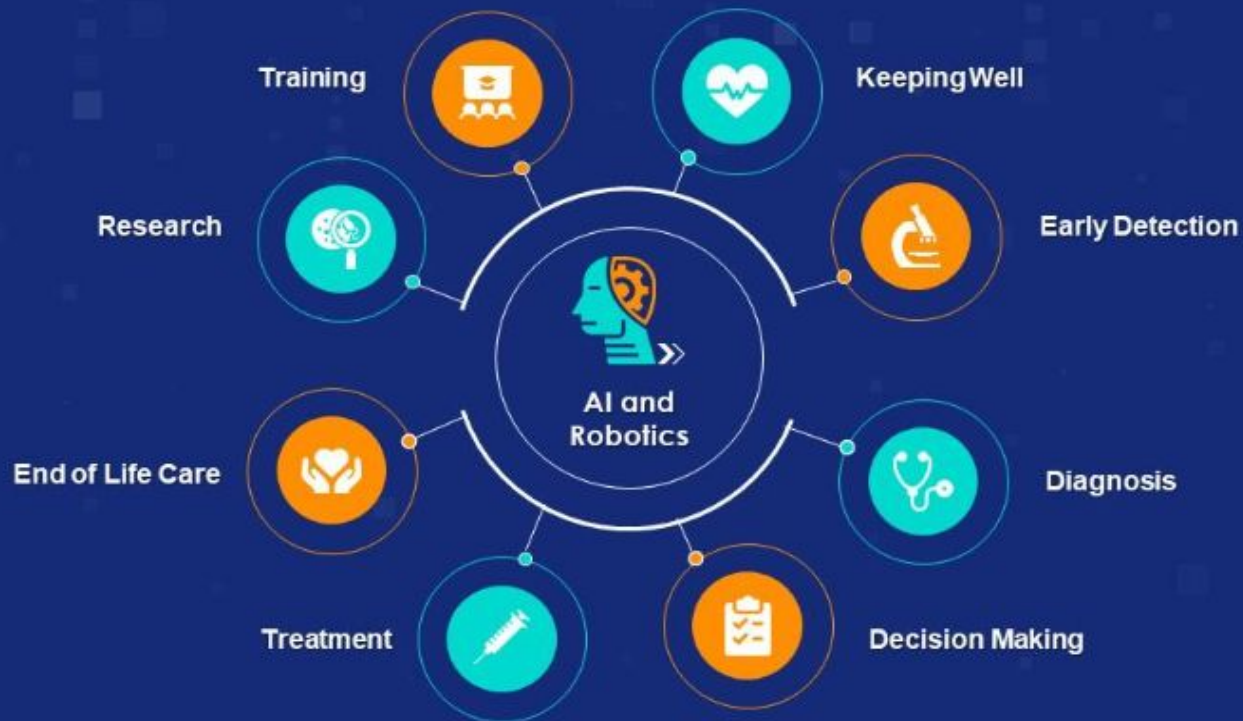 Training
KeepingWell
Research
Early Detection
AI and
Robotics
End of Life Care
Diagnosis
Treatment
Decision Making